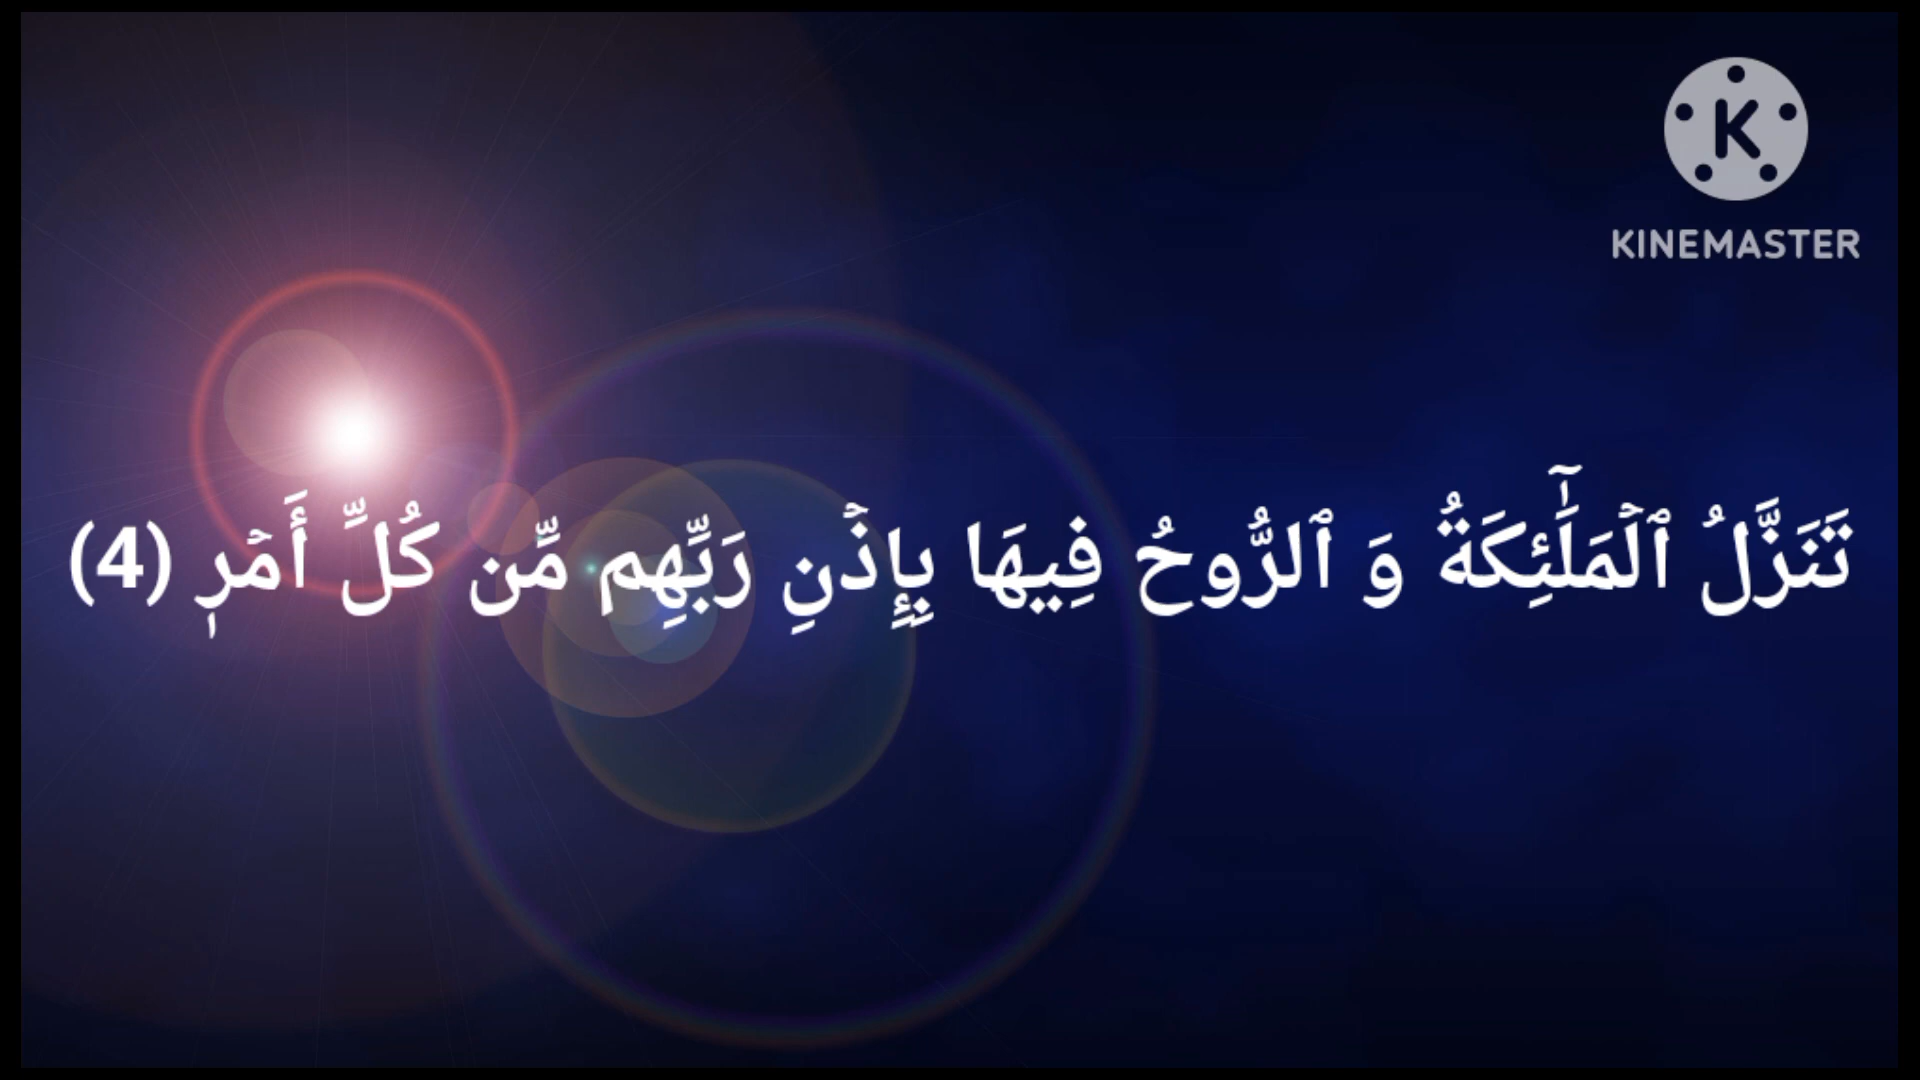 KINEMASTER
تَنَزَّلُ ٱلۡمَلَٰٓئِكَةُ وَ ٱلرُّوحُ فِيهَا بِإِذۡنِ رَبِّهِم مِّن كُلِّ أَمۡرٖ (4)